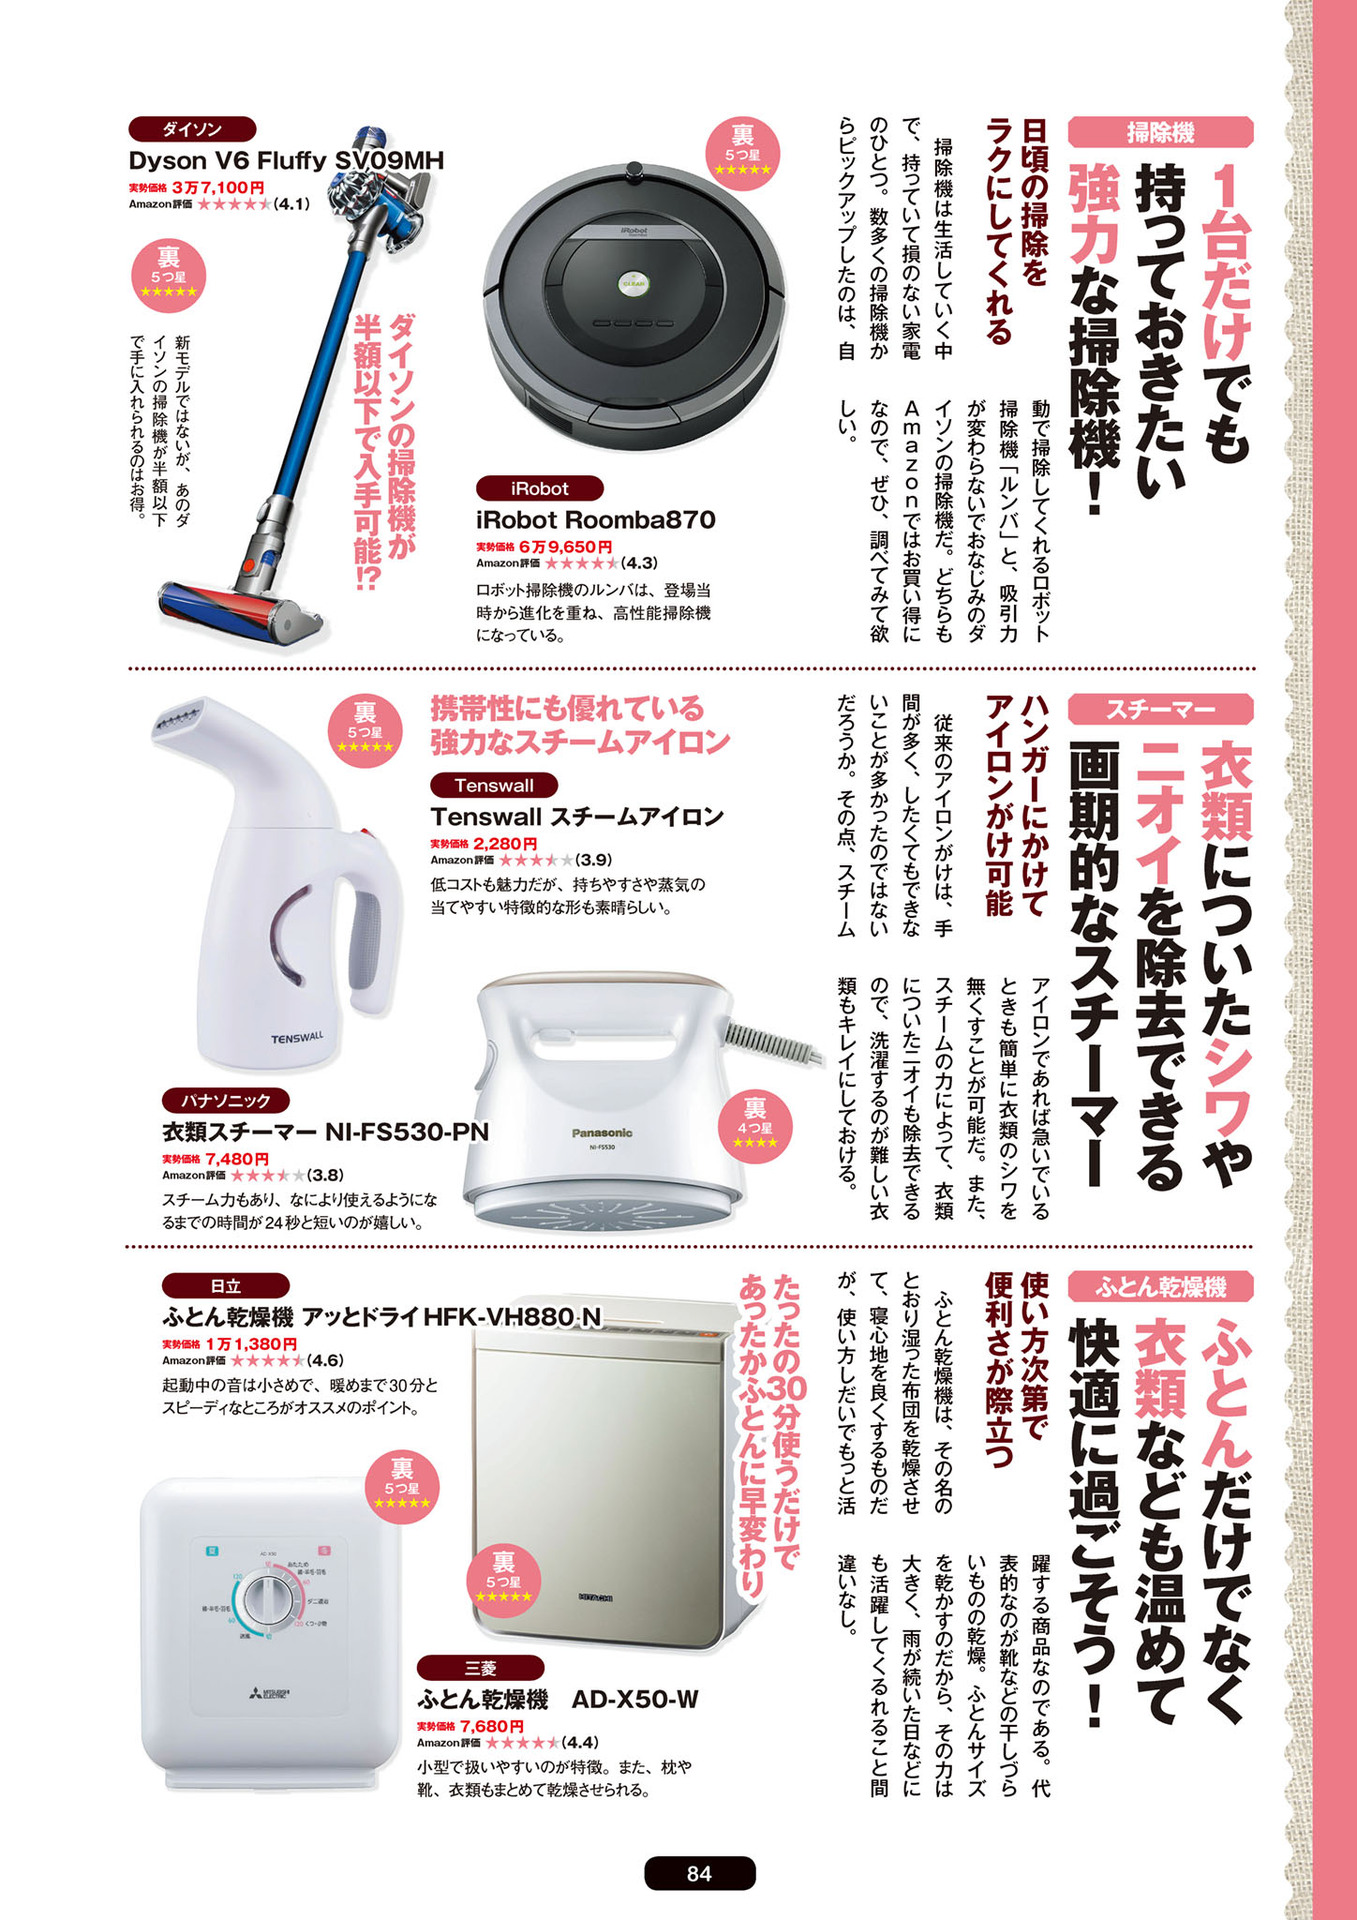 掃除機
1台だけでも
持っておきたい
強力な掃除機！
日頃の掃除を
ラクにしてくれる
掃除機は生活していく中
で、持っていて損のない家電
のひとつ。数多くの掃除機か
らピックアップしたのは、自
動で掃除してくれるロボット
掃除機「ルンバ」と、吸引力
が変わらないでおなじみのダ
イソンの掃除機だ。どちらも
Amazonではお買い得に
なので、ぜひ、調べてみて欲
しい。
裏
5つ星
★★★★★
iRobot
CLEAN
iRobot
iRobot Roomba870
実勢価格 6万9,650円
Amazon評価 ★★★★★(4.3)
ロボット掃除機のルンバは、登場当
時から進化を重ね、高性能掃除機
になっている。
ダイソン
Dyson V6 Fluffy SV09MH
実勢価格 3万7,100円
Amazon評価 ★★★★★(4.1)
裏
5つ星
★★★★★
ダイソンの掃除機が
半額以下で入手可能!?
新モデルではないが、あのダ
イソンの掃除機が半額以下
で手に入れられるのはお得。
スチーマー
衣類についたシワや
ニオイを除去できる
画期的なスチーマー
ハンガーにかけて
アイロンがけ可能
従来のアイロンがけは、手
間が多く、したくてもできな
いことが多かったのではない
だろうか。その点、スチーム
アイロンであれば急いでいる
ときも簡単に衣類のシワを
無くすことが可能だ。また、
スチームの力によって、衣類
についたニオイも除去できる
ので、洗濯するのが難しい衣
類もキレイにしておける。
裏
5つ星
★★★★★
携帯性にも優れている
強力なスチームアイロン
Tenswall
Tenswall スチームアイロン
実勢価格 2,280円
Amazon評価 ★★★★★(3.9)
低コストも魅力だが、持ちやすさや蒸気の
当てやすい特徴的な形も素晴らしい。
TENSWALL
パナソニック
衣類スチーマー NI-FS530-PN
実勢価格 7,480円
Amazon評価 ★★★★★(3.8)
スチーム力もあり、なにより使えるようにな
るまでの時間が24秒と短いのが嬉しい。
Panasonic
NI-FS530
裏
4つ星
★★★★
ふとん乾燥機
ふとんだけでなく
衣類なども温めて
快適に過ごそう！
使い方次第で
便利さが際立つ
ふとん乾燥機は、その名の
とおり湿った布団を乾燥させ
て、寝心地を良くするものだ
が、使い方しだいでもっと活
躍する商品なのである。代
表的なのが靴などの干しづら
いものの乾燥。ふとんサイズ
を乾かすのだから、その力は
大きく、雨が続いた日などに
も活躍してくれること間
違いなし。
たったの30分使うだけで
あったかふとんに早変わり
日立
ふとん乾燥機 アッとドライHFK-VH880 N
実勢価格 1万1,380円
Amazon評価 ★★★★★(4.6)
起動中の音は小さめで、暖めまで30分と
スピーディなところがオススメのポイント。
裏
5つ星
★★★★★
HITACHI
裏
5つ星
★★★★★
夏
冬
AD-X50
あたため
ダニ退治
120
60
送風
切
MITSUBISHI
ELECTRIC
三菱
ふとん乾燥機　AD-X50-W
実勢価格 7,680円
Amazon評価 ★★★★★(4.4)
小型で扱いやすいのが特徴。また、枕や
靴、衣類もまとめて乾燥させられる。
84